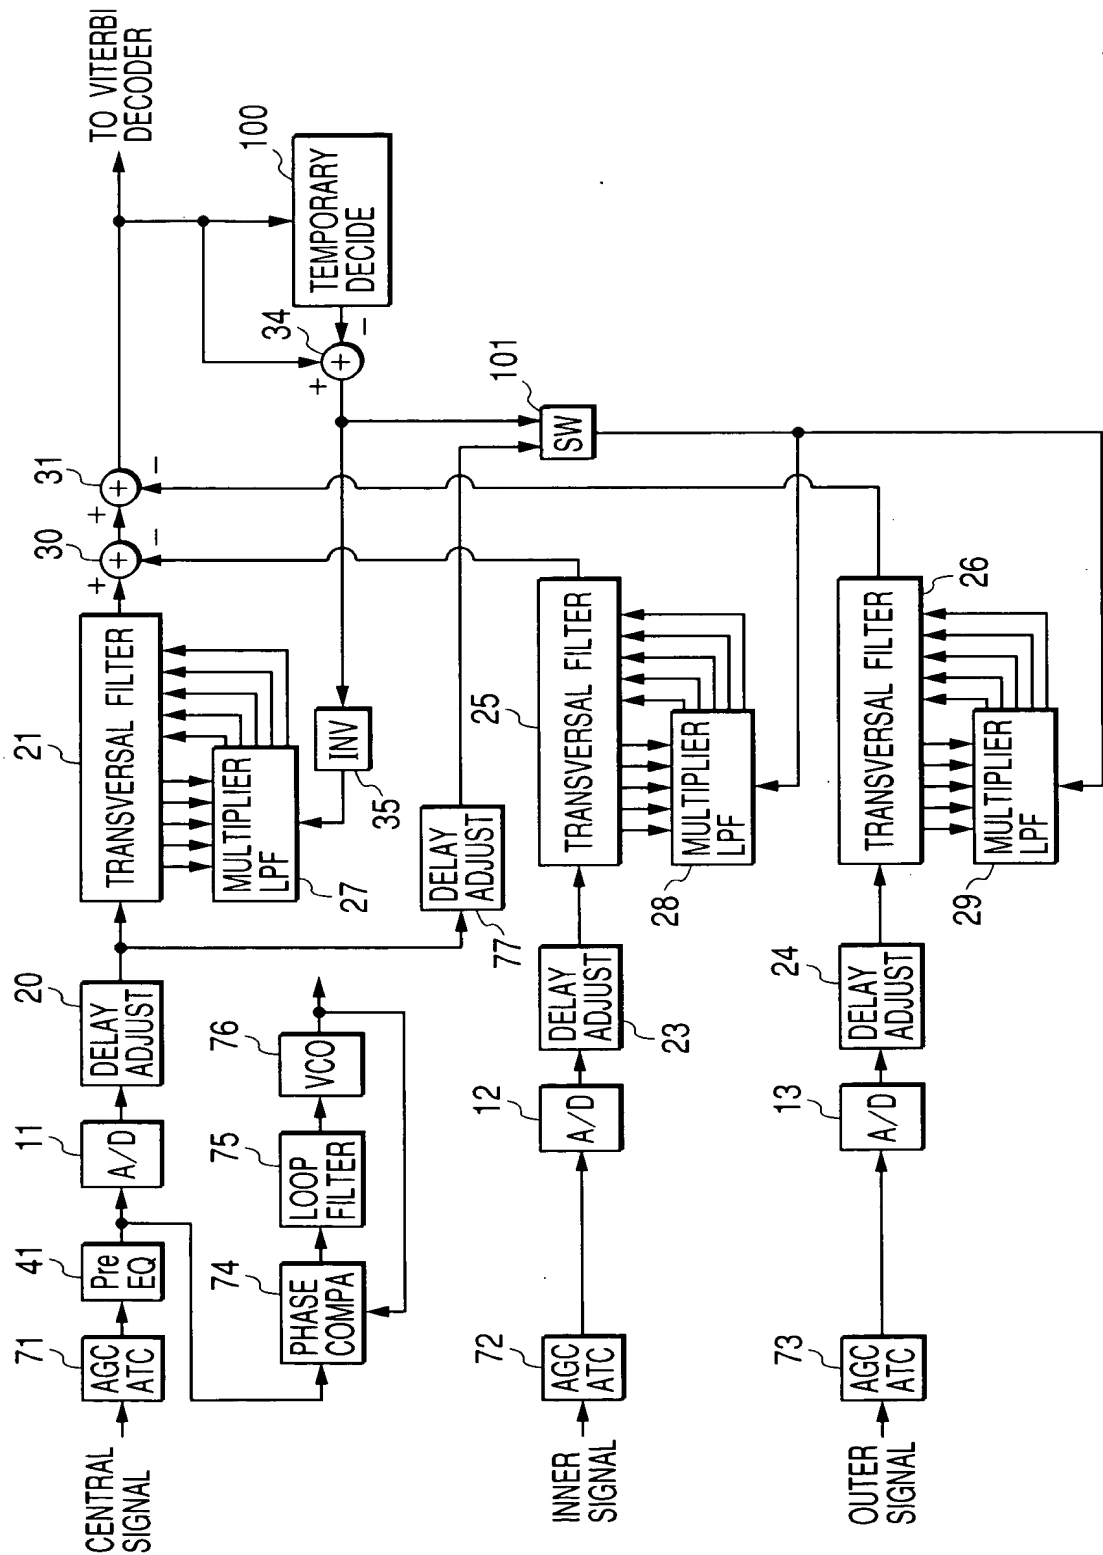 CENTRAL
SIGNAL
71
AGC
ATC
41
Pre
EQ
11
A/D
20
DELAY
ADJUST
21
TRANSVERSAL FILTER
MULTIPLIER
LPF
27
30
+
+
-
31
+
+
-
TO VITERBI
DECODER
100
TEMPORARY
DECIDE
34
+
+
-
INV
35
74
PHASE
COMPA
75
LOOP
FILTER
76
VCO
77
DELAY
ADJUST
101
SW
INNER
SIGNAL
72
AGC
ATC
12
A/D
DELAY
ADJUST
23
25
TRANSVERSAL FILTER
MULTIPLIER
LPF
28
OUTER
SIGNAL
73
AGC
ATC
13
A/D
24
DELAY
ADJUST
TRANSVERSAL FILTER
26
MULTIPLIER
LPF
29